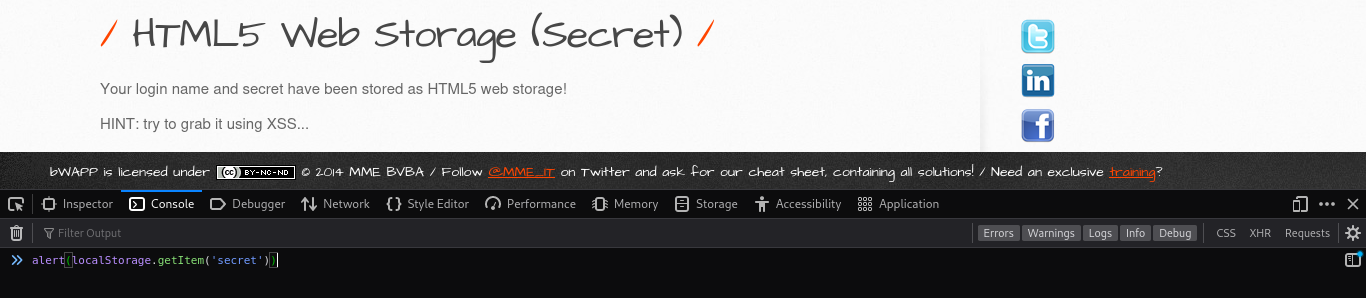 / HTML5 Web Storage (Secret) /
Your login name and secret have been stored as HTML5 web storage!
HINT: try to grab it using XSS...
t
in
f
bWAPP is licensed under (cc) BY-NC-ND © 2014 MME BVBA / Follow @MME_IT on Twitter and ask for our cheat sheet, containing all solutions! / Need an exclusive training?
Inspector Console Debugger Network Style Editor Performance Memory Storage Accessibility Application
Filter Output Errors Warnings Logs Info Debug CSS XHR Requests
alert(localStorage.getItem('secret'))